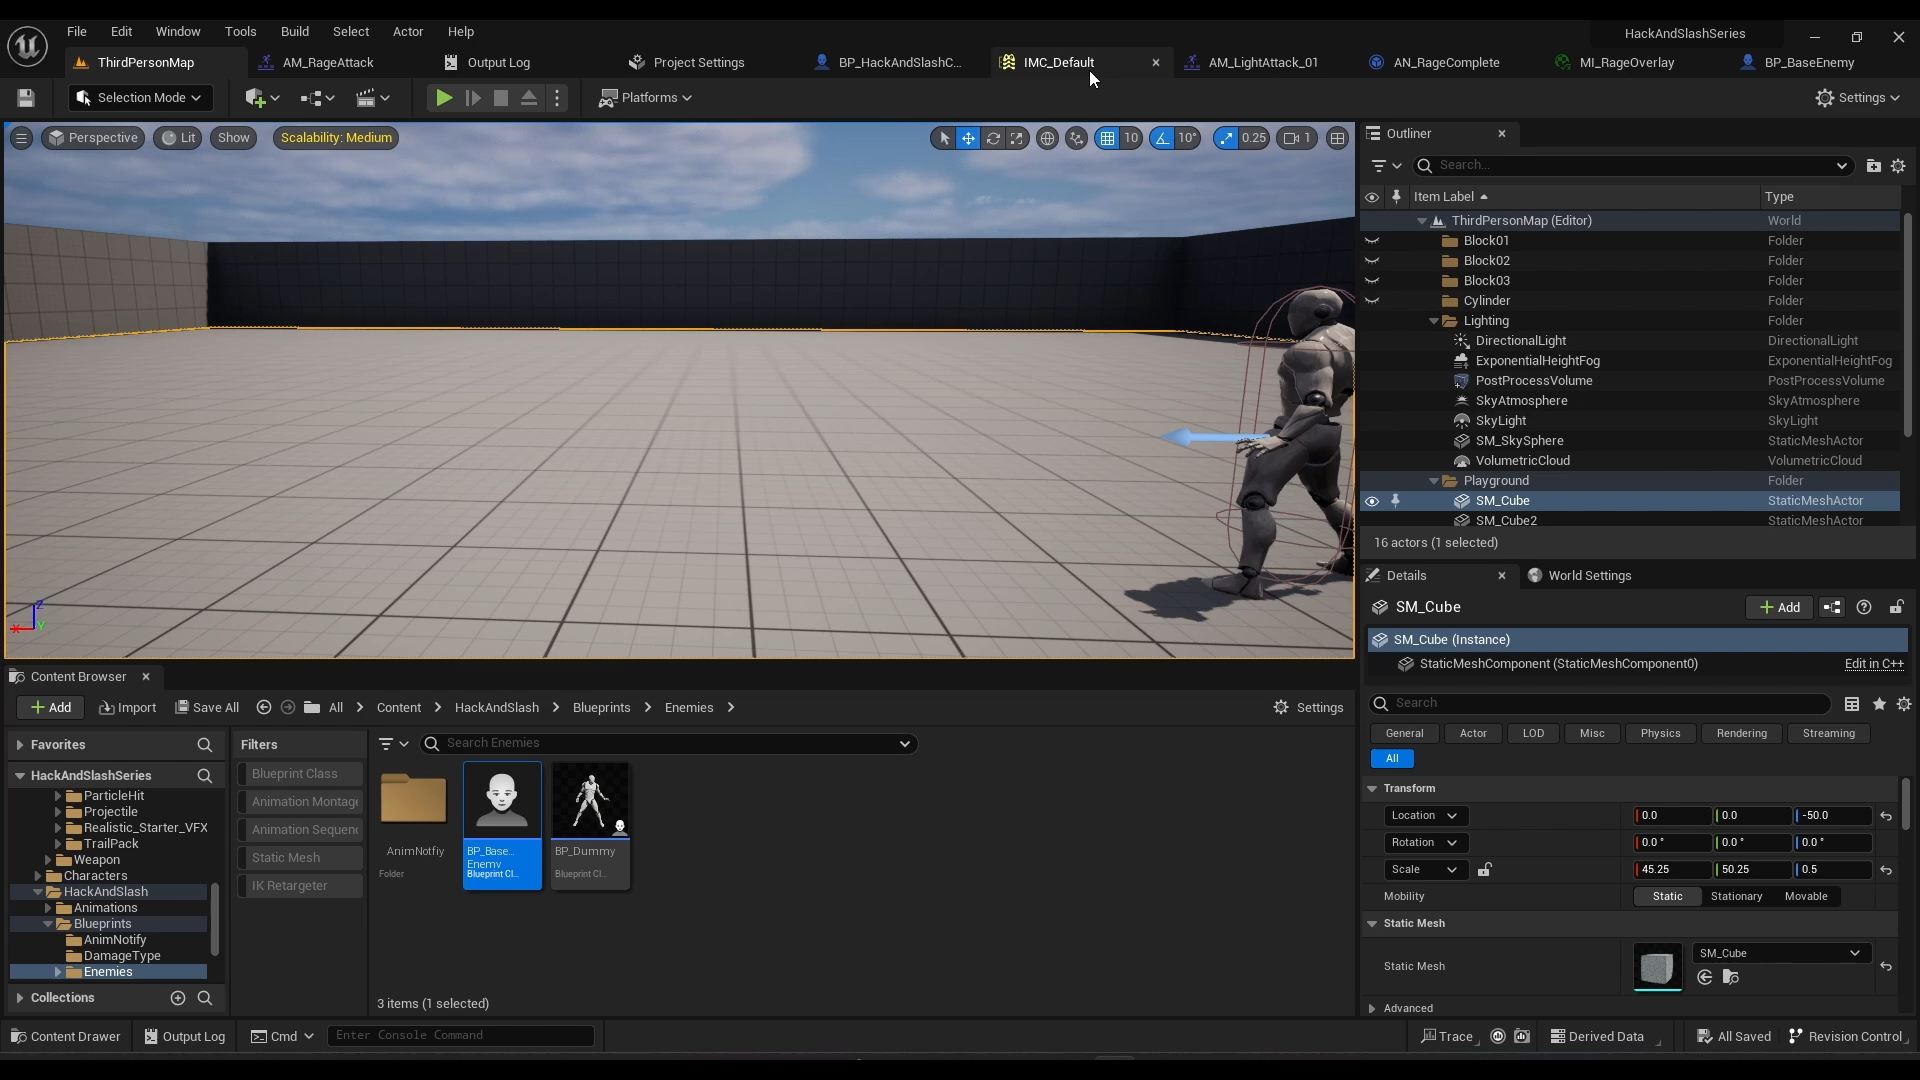 File Edit Window Tools Build Select Actor Help
HackAndSlashSeries
ThirdPersonMap AM_RageAttack Output Log Project Settings BP_HackAndSlashC... IMC_Default AM_LightAttack_01 AN_RageComplete MI_RageOverlay BP_BaseEnemy
Selection Mode Platforms Settings
Perspective Lit Show Scalability: Medium 10 10° 0.25 1
Outliner
Search...
Item Label Type
ThirdPersonMap (Editor) World
Block01 Folder
Block02 Folder
Block03 Folder
Cylinder Folder
Lighting Folder
DirectionalLight DirectionalLight
ExponentialHeightFog ExponentialHeightFog
PostProcessVolume PostProcessVolume
SkyAtmosphere SkyAtmosphere
SkyLight SkyLight
SM_SkySphere StaticMeshActor
VolumetricCloud VolumetricCloud
Playground Folder
SM_Cube StaticMeshActor
SM_Cube2 StaticMeshActor
16 actors (1 selected)
Details World Settings
SM_Cube Add
SM_Cube (Instance)
StaticMeshComponent (StaticMeshComponent0) Edit in C++
Search
General Actor LOD Misc Physics Rendering Streaming
All
Transform
Location 0.0 0.0 -50.0
Rotation 0.0 ° 0.0 ° 0.0 °
Scale 45.25 50.25 0.5
Mobility Static Stationary Movable
Static Mesh
Static Mesh SM_Cube
Advanced
Z
X Y
Content Browser
Add Import Save All All Content HackAndSlash Blueprints Enemies Settings
Favorites
HackAndSlashSeries
ParticleHit
Projectile
Realistic_Starter_VFX
TrailPack
Weapon
Characters
HackAndSlash
Animations
Blueprints
AnimNotify
DamageType
Enemies
Collections
Filters
Blueprint Class
Animation Montage
Animation Sequenc
Static Mesh
IK Retargeter
Search Enemies
AnimNotfiy
Folder
BP_Base...
Enemy
Blueprint Cl...
BP_Dummy
Blueprint Cl...
3 items (1 selected)
Content Drawer Output Log Cmd Enter Console Command Trace Derived Data All Saved Revision Control